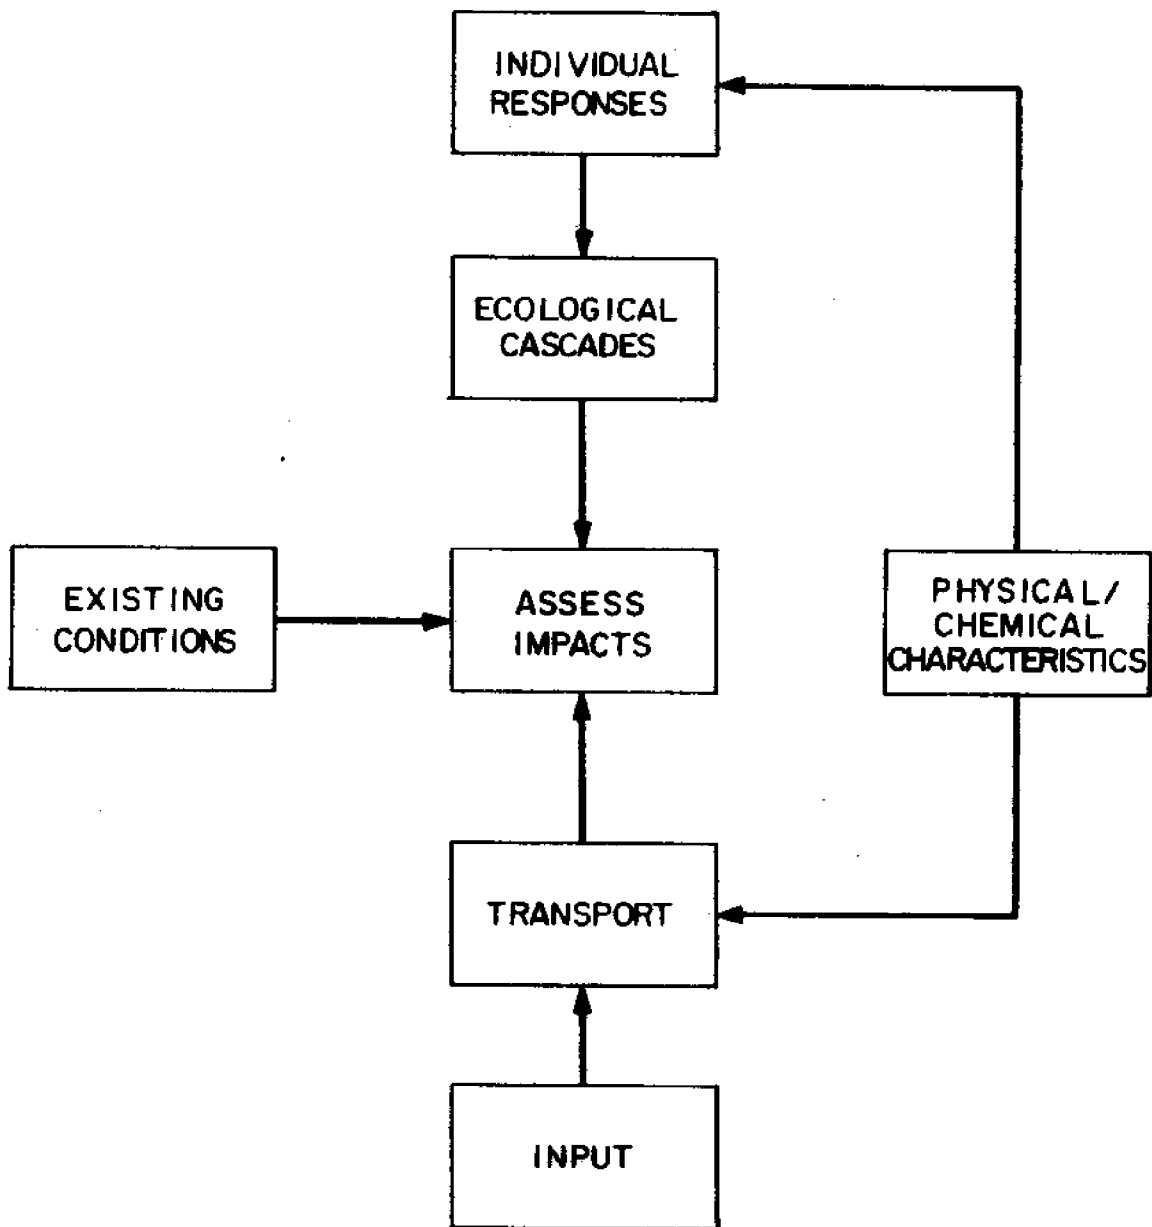 INDIVIDUAL
RESPONSES
ECOLOGICAL
CASCADES
EXISTING
CONDITIONS
ASSESS
IMPACTS
PHYSICAL/
CHEMICAL
CHARACTERISTICS
TRANSPORT
INPUT